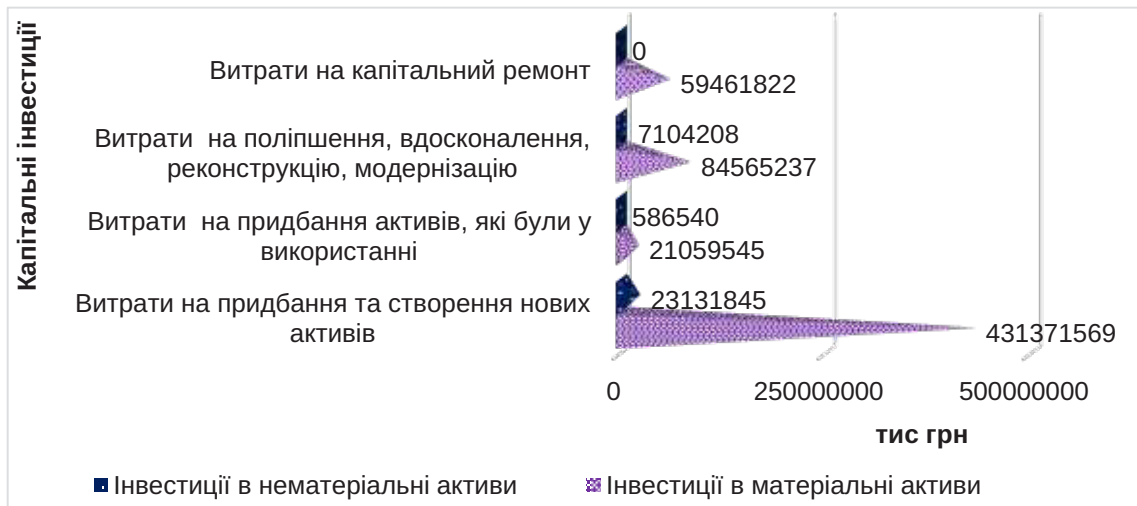 Капітальні інвестиції
Витрати на капітальний ремонт
0
59461822
Витрати на поліпшення, вдосконалення,
реконструкцію, модернізацію
7104208
84565237
Витрати на придбання активів, які були у
використанні
586540
21059545
Витрати на придбання та створення нових
активів
23131845
431371569
0 250000000 500000000
тис грн
Інвестиції в нематеріальні активи Інвестиції в матеріальні активи